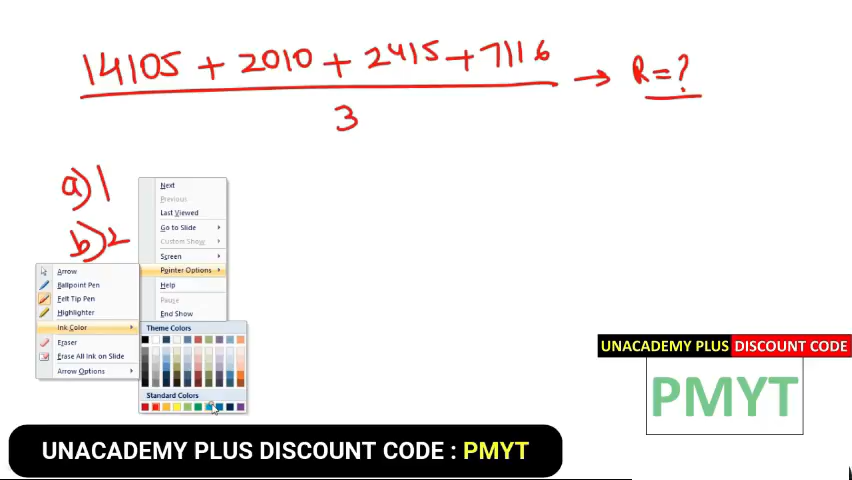 14105 + 2010 + 2415 + 7116 → R = ?
3
a) 1
b) 2
Next
Previous
Last Viewed
Go to Slide
Custom Show
Screen
Pointer Options
Help
Pause
End Show
Arrow
Ballpoint Pen
Felt Tip Pen
Highlighter
Ink Color
Eraser
Erase All Ink on Slide
Arrow Options
Theme Colors
Standard Colors
UNACADEMY PLUS DISCOUNT CODE
PMYT
UNACADEMY PLUS DISCOUNT CODE : PMYT